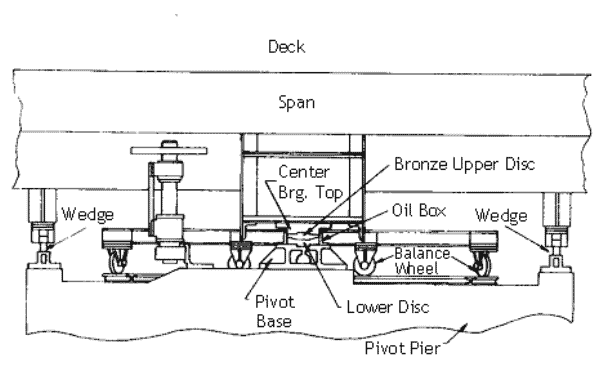 Deck
Span
Center
Brg. Top
Bronze Upper Disc
Wedge
Oil Box
Wedge
Balance
Wheel
Pivot
Base
Lower Disc
Pivot Pier